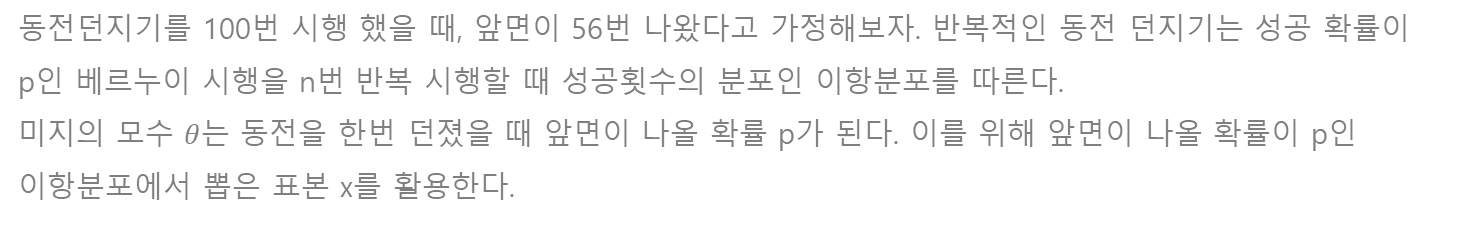 동전던지기를 100번 시행 했을 때, 앞면이 56번 나왔다고 가정해보자. 반복적인 동전 던지기는 성공 확률이
p인 베르누이 시행을 n번 반복 시행할 때 성공횟수의 분포인 이항분포를 따른다.
미지의 모수 θ는 동전을 한번 던졌을 때 앞면이 나올 확률 p가 된다. 이를 위해 앞면이 나올 확률이 p인
이항분포에서 뽑은 표본 x를 활용한다.